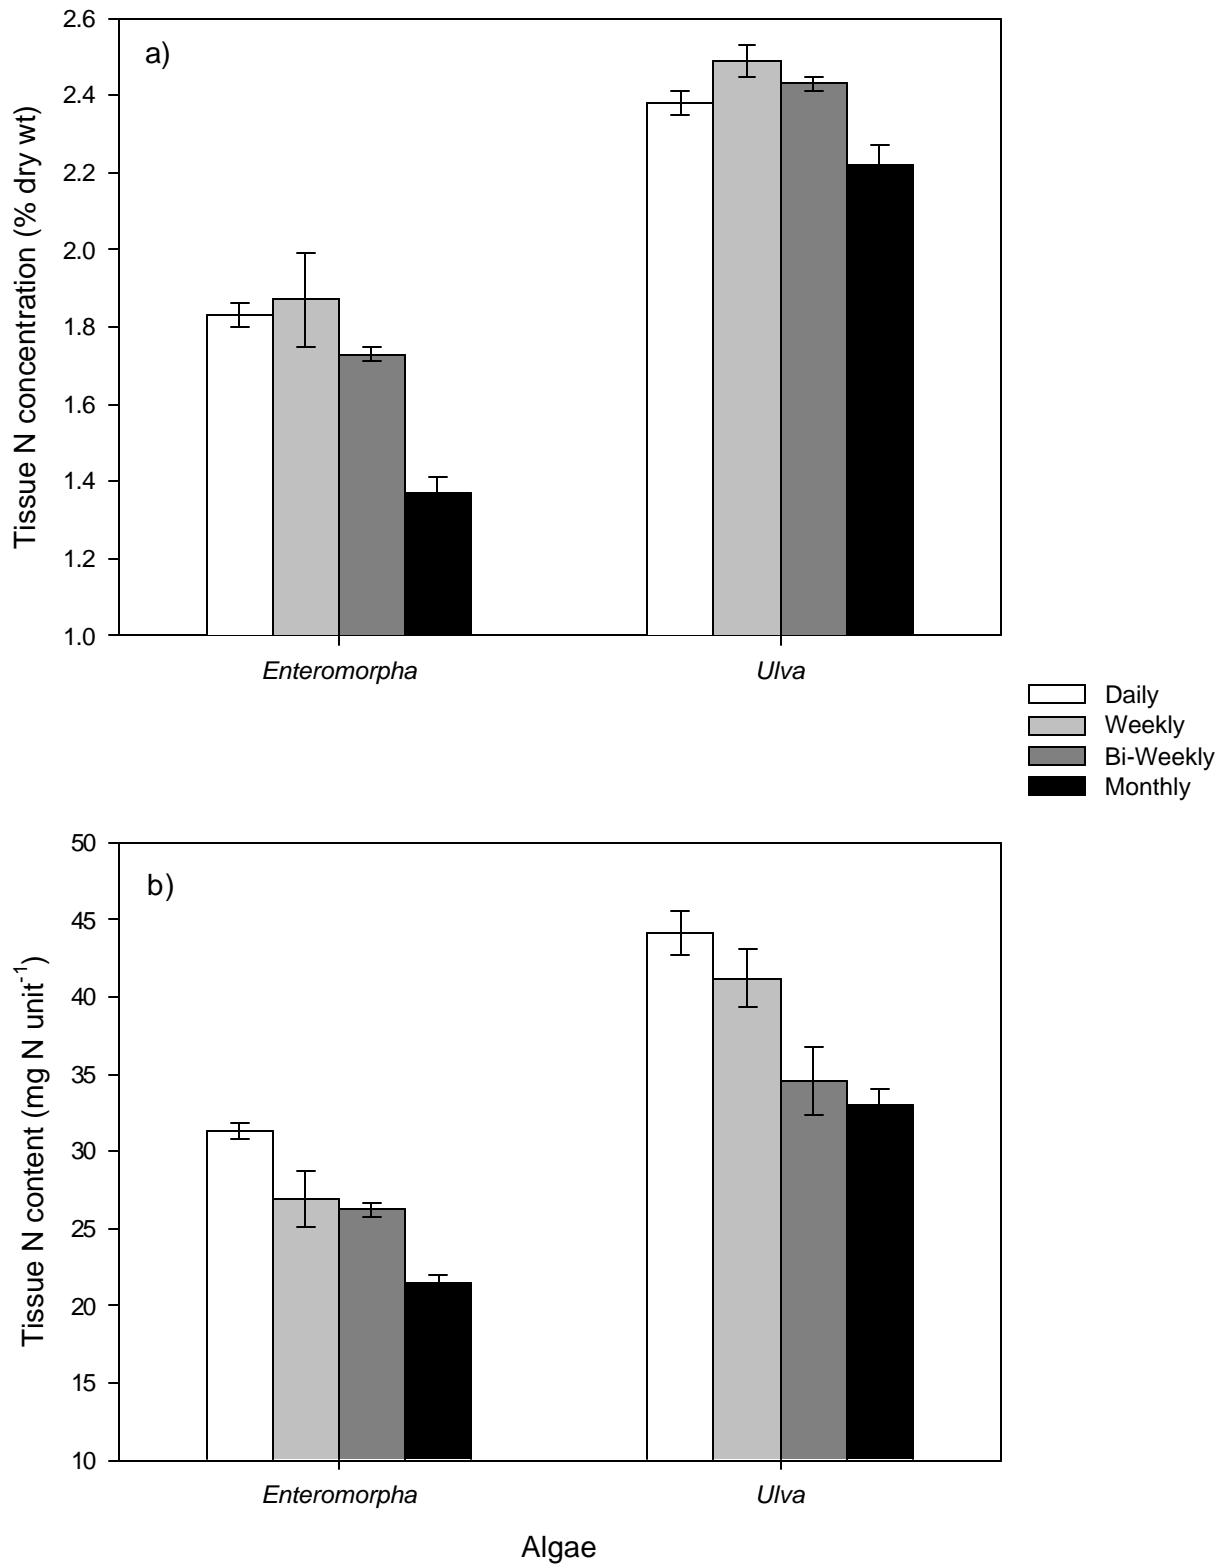 a)
Tissue N concentration (% dry wt)
2.6
2.4
2.2
2.0
1.8
1.6
1.4
1.2
1.0
Enteromorpha
Ulva
Daily
Weekly
Bi-Weekly
Monthly
b)
Tissue N content (mg N unit⁻¹)
50
45
40
35
30
25
20
15
10
Enteromorpha
Ulva
Algae